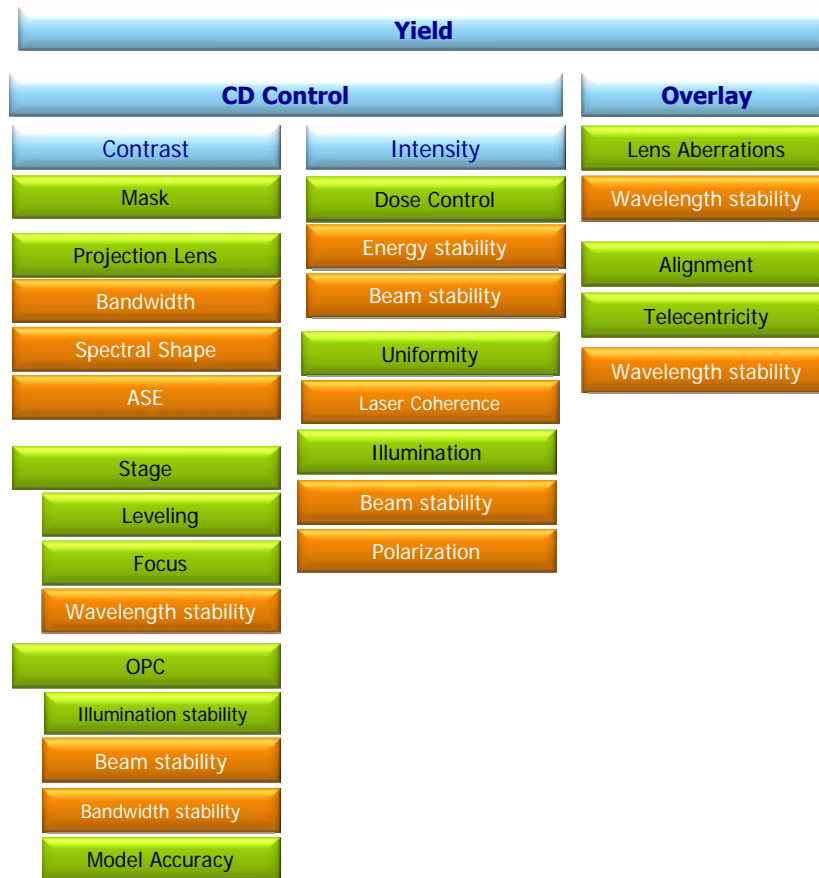 Yield
CD Control
Contrast
Mask
Projection Lens
Bandwidth
Spectral Shape
ASE
Stage
Leveling
Focus
Wavelength stability
OPC
Illumination stability
Beam stability
Bandwidth stability
Model Accuracy
Intensity
Dose Control
Energy stability
Beam stability
Uniformity
Laser Coherence
Illumination
Beam stability
Polarization
Overlay
Lens Aberrations
Wavelength stability
Alignment
Telecentricity
Wavelength stability